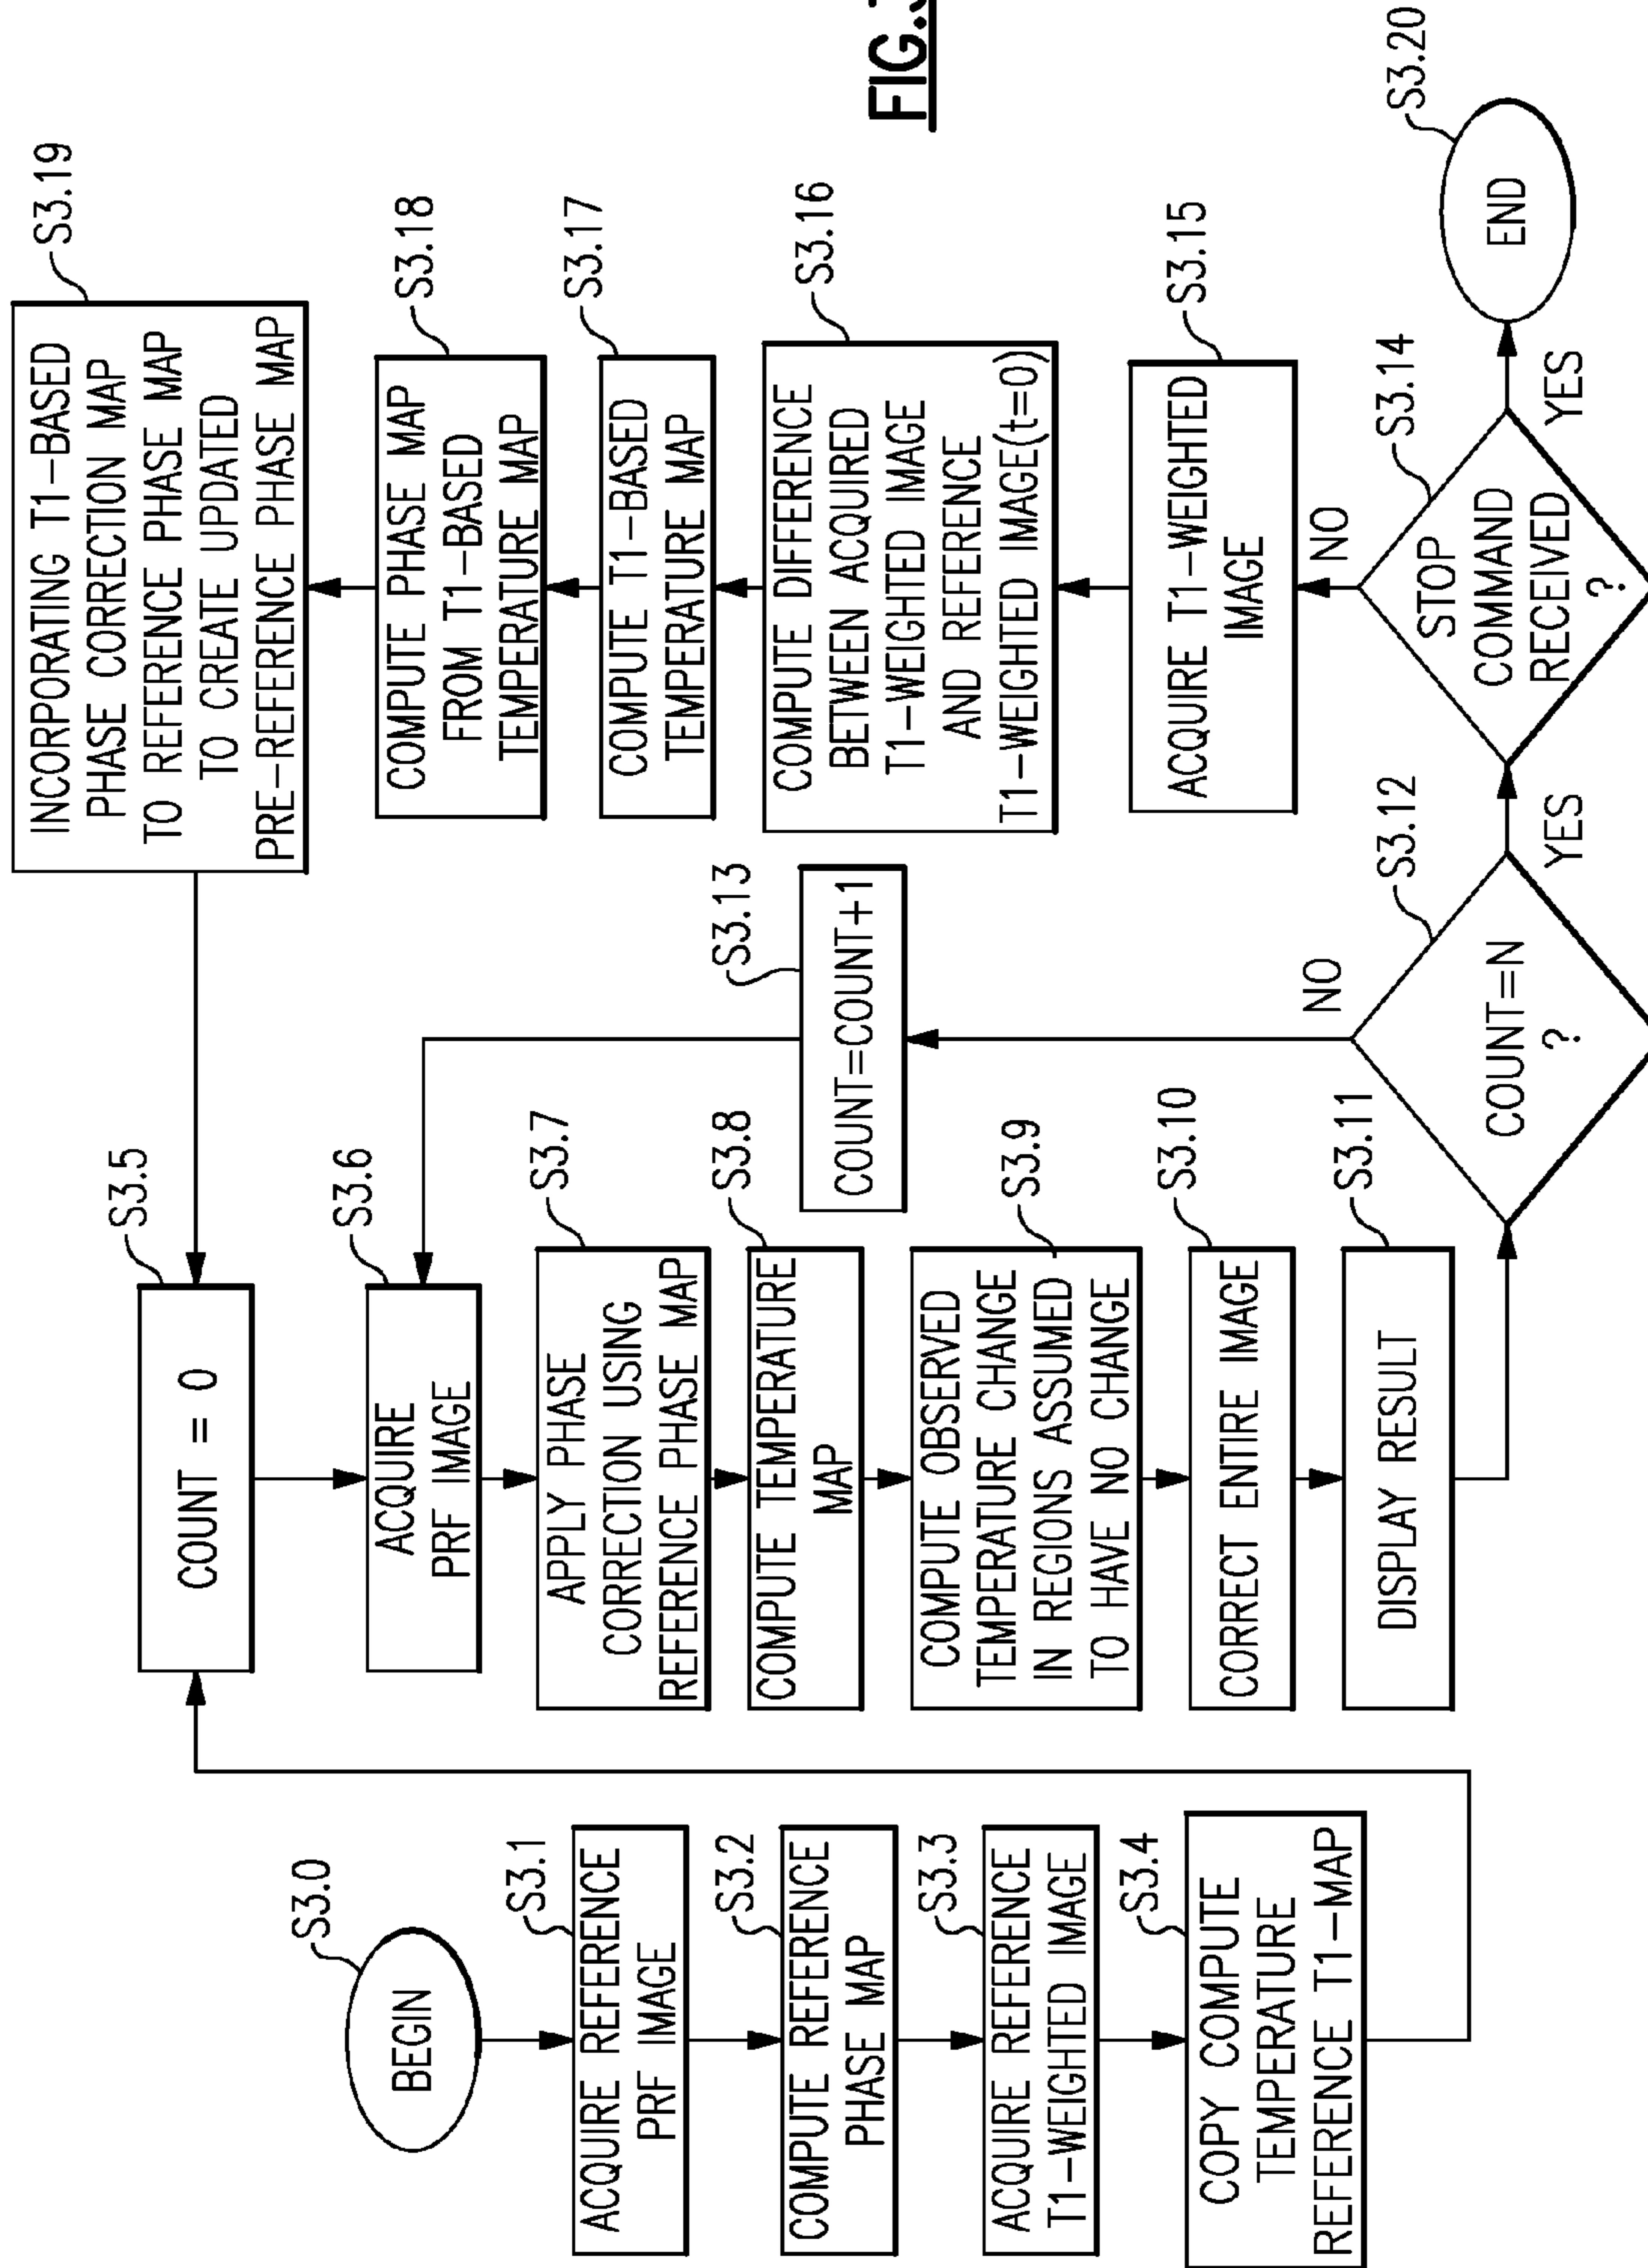 S3.0
BEGIN
S3.1
ACQUIRE REFERENCE
PRF IMAGE
S3.2
COMPUTE REFERENCE
PHASE MAP
S3.3
ACQUIRE REFERENCE
T1-WEIGHTED IMAGE
S3.4
COPY COMPUTE
TEMPERATURE
REFERENCE T1-MAP
S3.5
COUNT = 0
S3.6
ACQUIRE
PRF IMAGE
S3.7
APPLY PHASE
CORRECTION USING
REFERENCE PHASE MAP
S3.8
COMPUTE TEMPERATURE
MAP
S3.9
COMPUTE OBSERVED
TEMPERATURE CHANGE
IN REGIONS ASSUMED
TO HAVE NO CHANGE
S3.10
CORRECT ENTIRE IMAGE
S3.11
DISPLAY RESULT
S3.12
COUNT=N
?
NO
YES
S3.13
COUNT=COUNT+1
S3.14
STOP
COMMAND
RECEIVED
?
NO
YES
S3.15
ACQUIRE T1-WEIGHTED
IMAGE
S3.16
COMPUTE DIFFERENCE
BETWEEN ACQUIRED
T1-WEIGHTED IMAGE
AND REFERENCE
T1-WEIGHTED IMAGE(t=0)
S3.17
COMPUTE T1-BASED
TEMPERATURE MAP
S3.18
COMPUTE PHASE MAP
FROM T1-BASED
TEMPERATURE MAP
S3.19
INCORPORATING T1-BASED
PHASE CORRECTION MAP
TO REFERENCE PHASE MAP
TO CREATE UPDATED
PRE-REFERENCE PHASE MAP
S3.20
END
FIG.